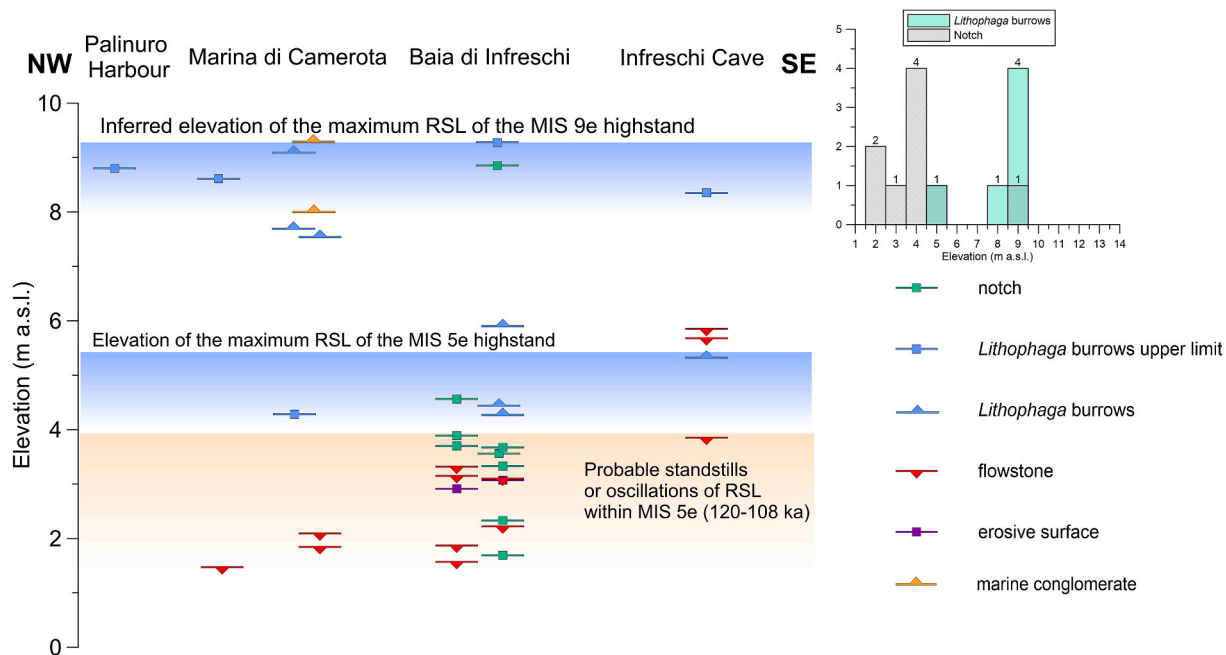 NW
Palinuro
Harbour
Marina di Camerota
Baia di Infreschi
Infreschi Cave
SE
Elevation (m a.s.l.)
10
8
6
4
2
0
Inferred elevation of the maximum RSL of the MIS 9e highstand
Elevation of the maximum RSL of the MIS 5e highstand
Probable standstills
or oscillations of RSL
within MIS 5e (120-108 ka)
Lithophaga burrows
Notch
5
4
3
2
1
0
2
1
4
1
1
4
1
1 2 3 4 5 6 7 8 9 10 11 12 13 14
Elevation (m a.s.l.)
notch
Lithophaga burrows upper limit
Lithophaga burrows
flowstone
erosive surface
marine conglomerate